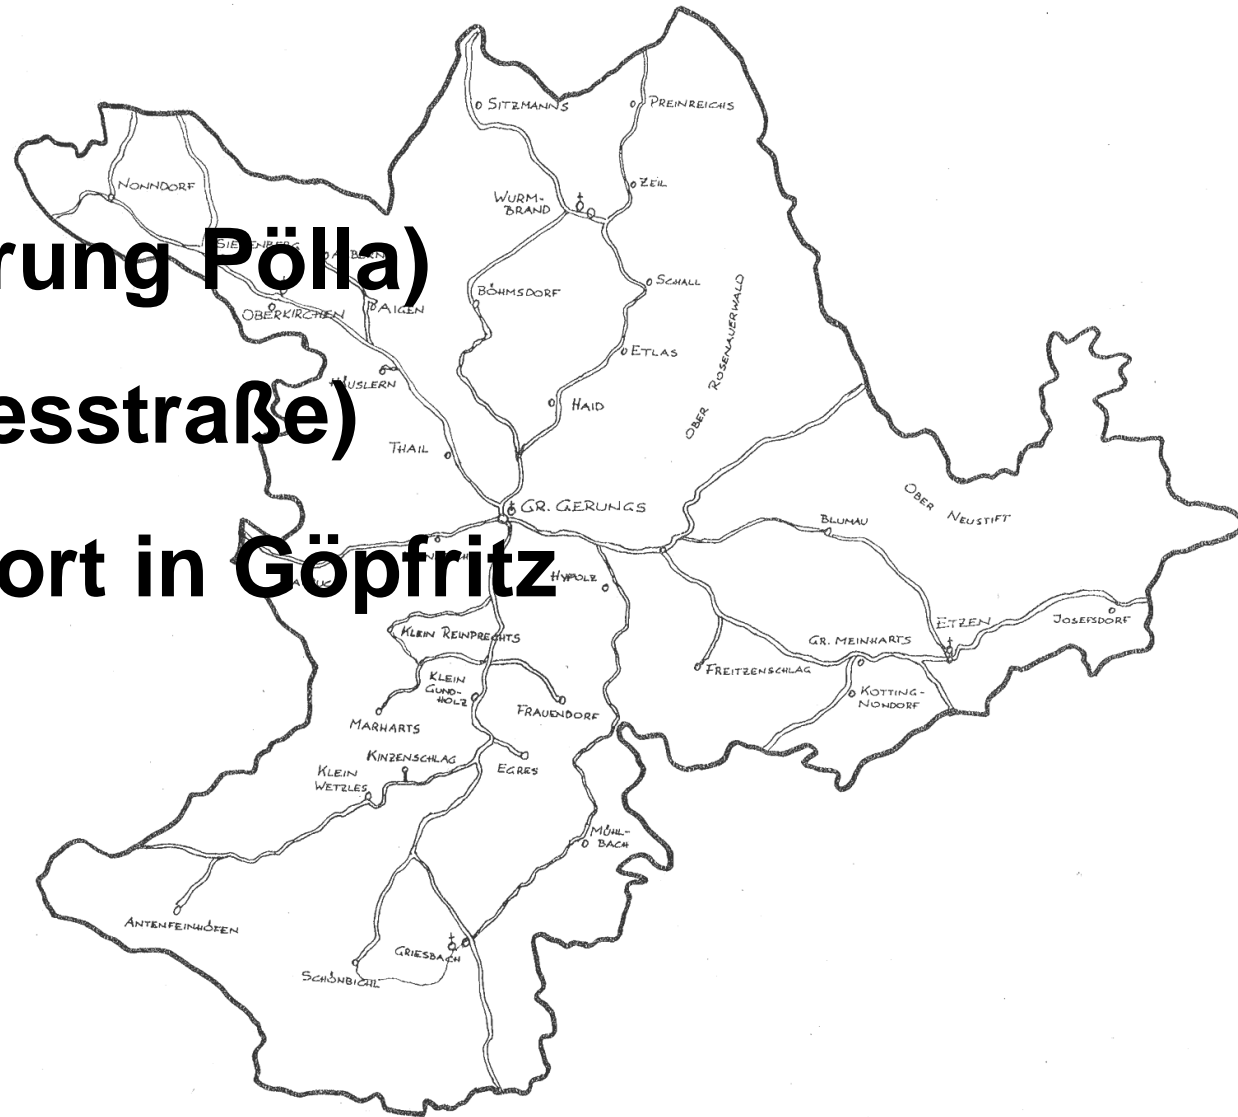 SITZMANNS
PREINREICHS
NONNDORF
ZEIL
WURM-
BRAND
rung Pölla)
SCHALL
BÖHMSDORF
OBERKIRCHEN
AIGEN
OBER ROSENAUERWALD
ETLAS
HÄUSLERN
HAID
esstraße)
THAIL
GR. GERUNGS
OBER NEUSTIFT
BLUMAU
ort in Göpfritz
HYPOLZ
KLEIN REINPRECHTS
ETZEN
JOSEFSDORF
GR. MEINHARTS
FREITZENSCHLAG
KLEIN
GUND-
HOLZ
KOTTING-
NONDORF
FRAUENDORF
MARHARTS
KINZENSCHLAG
EGRES
KLEIN
WETZLES
MÜHL-
BACH
ANTENFEINHÖFEN
GRIESBACH
SCHÖNBICHL